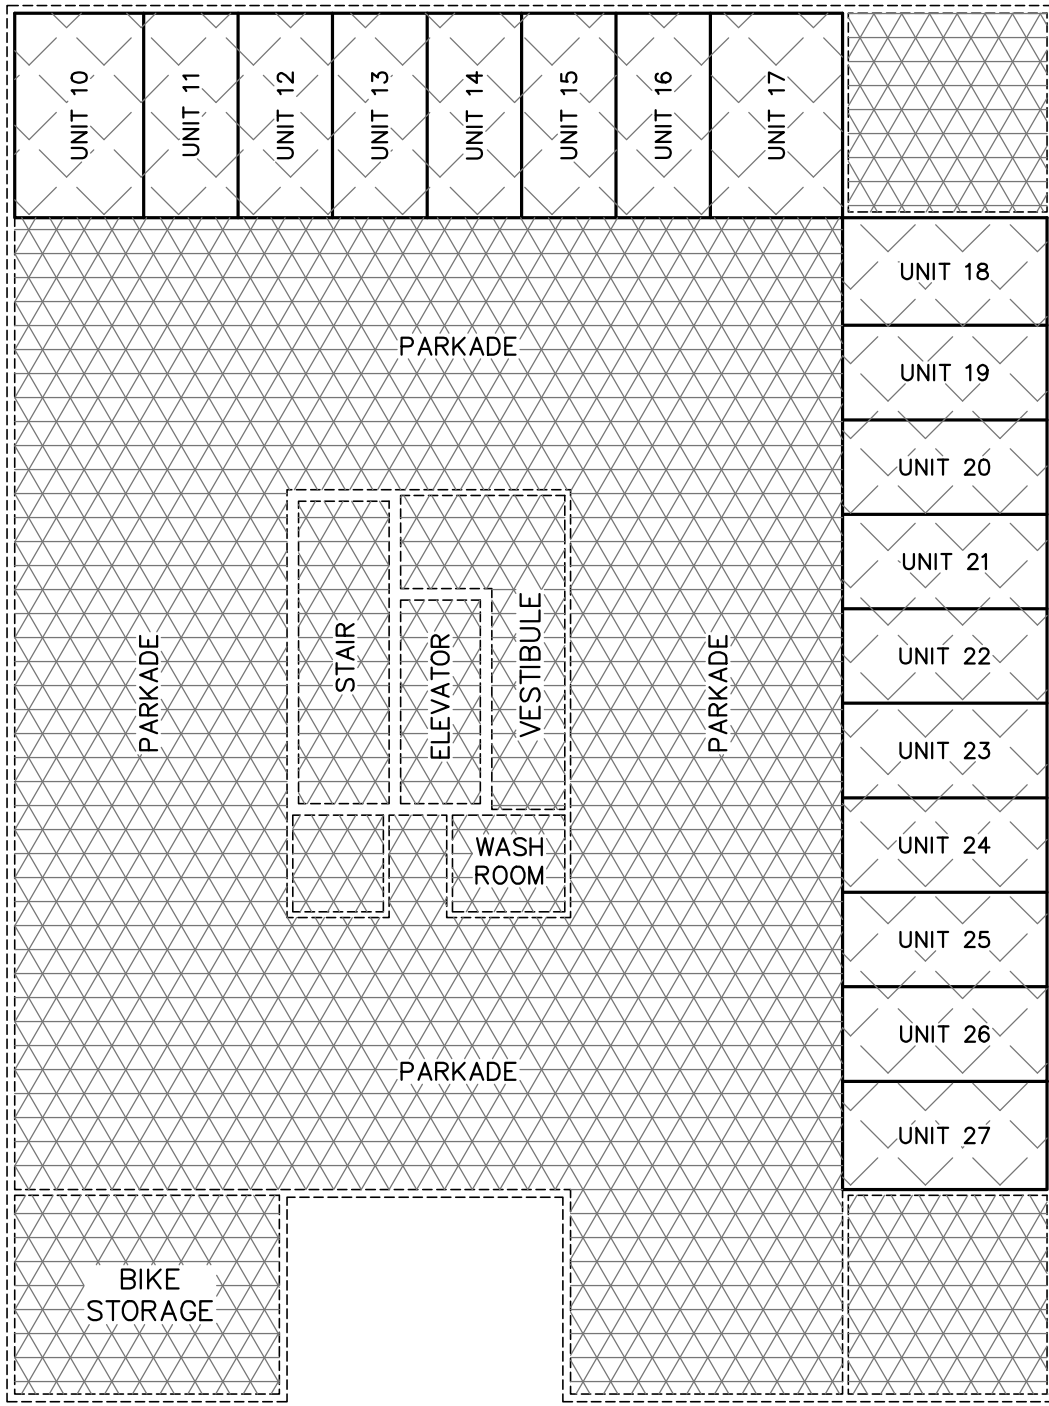 UNIT 10
UNIT 11
UNIT 12
UNIT 13
UNIT 14
UNIT 15
UNIT 16
UNIT 17
UNIT 18
PARKADE
UNIT 19
UNIT 20
UNIT 21
PARKADE
STAIR
ELEVATOR
VESTIBULE
PARKADE
UNIT 22
UNIT 23
WASH
ROOM
UNIT 24
UNIT 25
UNIT 26
PARKADE
UNIT 27
BIKE
STORAGE